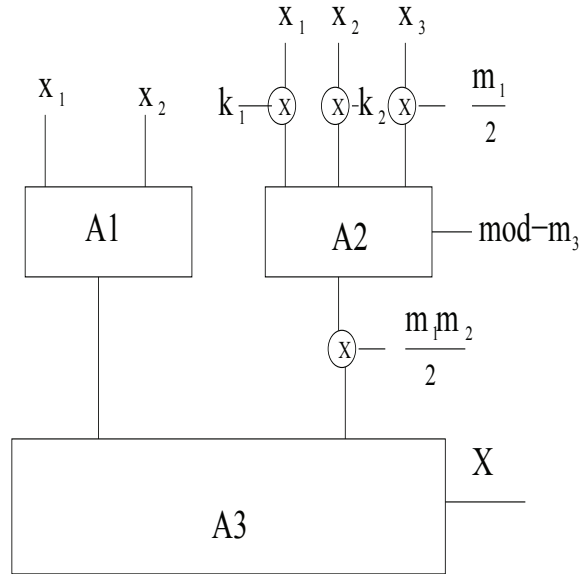 x₁ x₂ x₃
x₁ x₂
k₁ X X k₂ X m₁/2
A1 A2 mod−m₃
X m₁m₂/2
X
A3